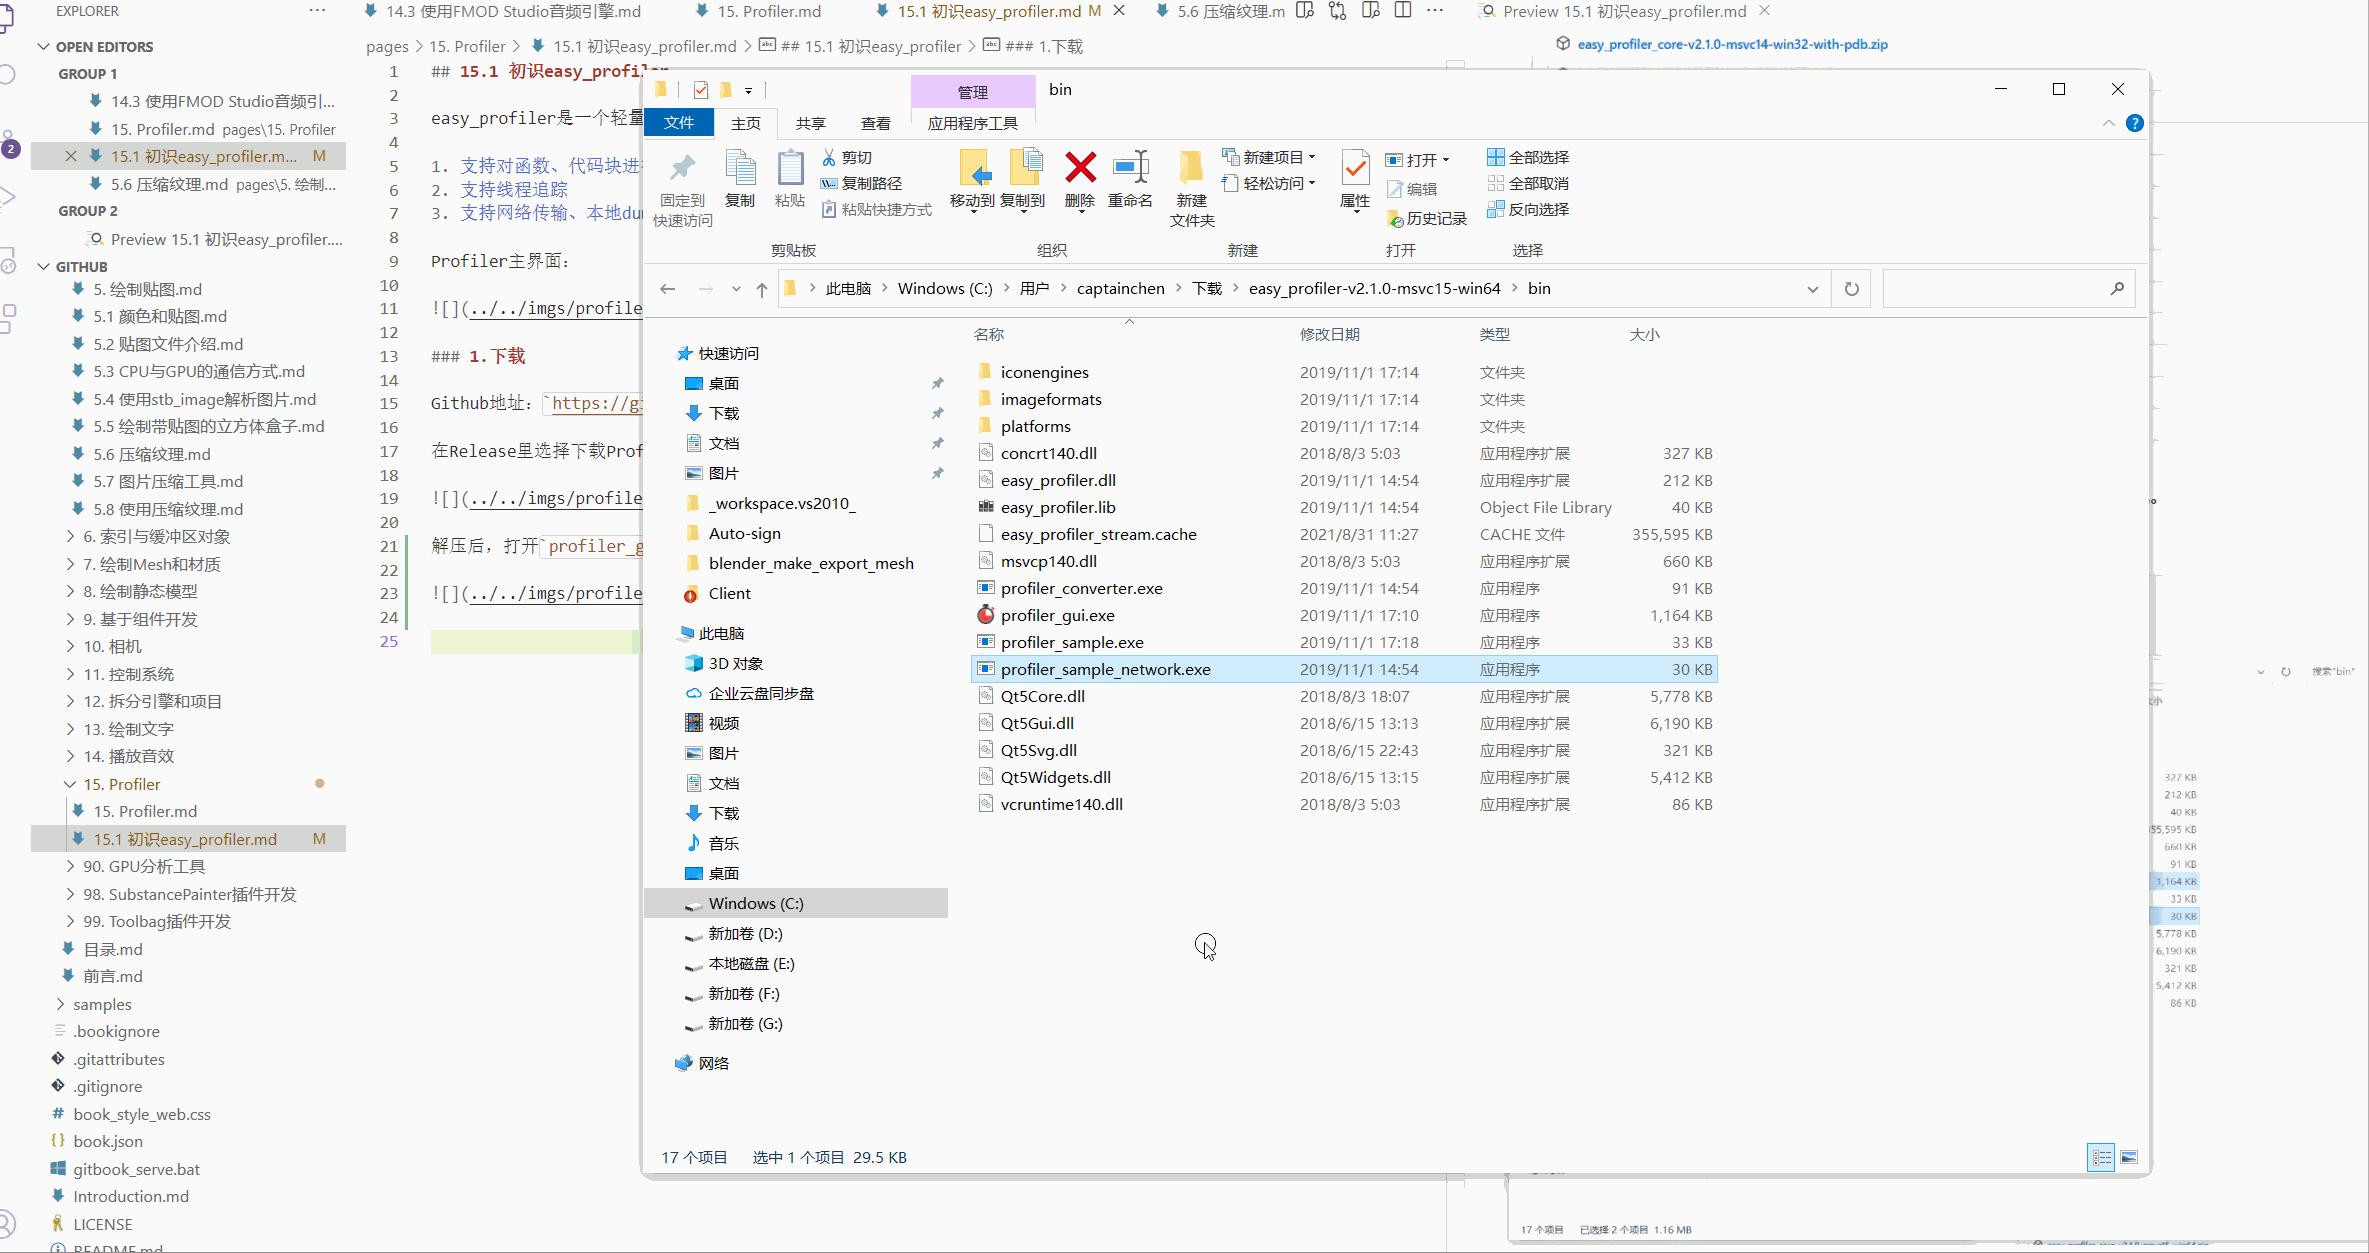 EXPLORER
OPEN EDITORS
GROUP 1
14.3 使用FMOD Studio音频引...
15. Profiler.md pages\15. Profiler
15.1 初识easy_profiler.m... M
5.6 压缩纹理.md pages\5. 绘制...
GROUP 2
Preview 15.1 初识easy_profiler....
GITHUB
5. 绘制贴图.md
5.1 颜色和贴图.md
5.2 贴图文件介绍.md
5.3 CPU与GPU的通信方式.md
5.4 使用stb_image解析图片.md
5.5 绘制带贴图的立方体盒子.md
5.6 压缩纹理.md
5.7 图片压缩工具.md
5.8 使用压缩纹理.md
6. 索引与缓冲区对象
7. 绘制Mesh和材质
8. 绘制静态模型
9. 基于组件开发
10. 相机
11. 控制系统
12. 拆分引擎和项目
13. 绘制文字
14. 播放音效
15. Profiler
15. Profiler.md
15.1 初识easy_profiler.md M
90. GPU分析工具
98. SubstancePainter插件开发
99. Toolbag插件开发
目录.md
前言.md
samples
.bookignore
.gitattributes
.gitignore
book_style_web.css
book.json
gitbook_serve.bat
Introduction.md
LICENSE
README.md
2
14.3 使用FMOD Studio音频引擎.md
15. Profiler.md
15.1 初识easy_profiler.md M
5.6 压缩纹理.m
Preview 15.1 初识easy_profiler.md
pages > 15. Profiler > 15.1 初识easy_profiler.md > ## 15.1 初识easy_profiler > ### 1.下载
1 ## 15.1 初识easy_profiler
2
3 easy_profiler是一个轻量
4
5 1. 支持对函数、代码块进
6 2. 支持线程追踪
7 3. 支持网络传输、本地du
8
9 Profiler主界面：
10
11 ![](../../imgs/profile
12
13 ### 1.下载
14
15 Github地址：`https://g
16
17 在Release里选择下载Prof
18
19 ![](../../imgs/profile
20
21 解压后，打开`profiler_g
22
23 ![](../../imgs/profile
24
25
easy_profiler_core-v2.1.0-msvc14-win32-with-pdb.zip
管理
bin
文件
主页
共享
查看
应用程序工具
固定到
快速访问
复制
粘贴
剪切
复制路径
粘贴快捷方式
剪贴板
移动到
复制到
删除
重命名
组织
新建
文件夹
新建项目
轻松访问
新建
属性
打开
编辑
历史记录
打开
全部选择
全部取消
反向选择
选择
此电脑 > Windows (C:) > 用户 > captainchen > 下载 > easy_profiler-v2.1.0-msvc15-win64 > bin
快速访问
桌面
下载
文档
图片
_workspace.vs2010_
Auto-sign
blender_make_export_mesh
Client
此电脑
3D 对象
企业云盘同步盘
视频
图片
文档
下载
音乐
桌面
Windows (C:)
新加卷 (D:)
本地磁盘 (E:)
新加卷 (F:)
新加卷 (G:)
网络
名称 修改日期 类型 大小
iconengines 2019/11/1 17:14 文件夹
imageformats 2019/11/1 17:14 文件夹
platforms 2019/11/1 17:14 文件夹
concrt140.dll 2018/8/3 5:03 应用程序扩展 327 KB
easy_profiler.dll 2019/11/1 14:54 应用程序扩展 212 KB
easy_profiler.lib 2019/11/1 14:54 Object File Library 40 KB
easy_profiler_stream.cache 2021/8/31 11:27 CACHE 文件 355,595 KB
msvcp140.dll 2018/8/3 5:03 应用程序扩展 660 KB
profiler_converter.exe 2019/11/1 14:54 应用程序 91 KB
profiler_gui.exe 2019/11/1 17:10 应用程序 1,164 KB
profiler_sample.exe 2019/11/1 17:18 应用程序 33 KB
profiler_sample_network.exe 2019/11/1 14:54 应用程序 30 KB
Qt5Core.dll 2018/8/3 18:07 应用程序扩展 5,778 KB
Qt5Gui.dll 2018/6/15 13:13 应用程序扩展 6,190 KB
Qt5Svg.dll 2018/6/15 22:43 应用程序扩展 321 KB
Qt5Widgets.dll 2018/6/15 13:15 应用程序扩展 5,412 KB
vcruntime140.dll 2018/8/3 5:03 应用程序扩展 86 KB
17 个项目 选中 1 个项目 29.5 KB
搜索"bin"
327 KB
212 KB
40 KB
55,595 KB
660 KB
91 KB
1,164 KB
33 KB
30 KB
5,778 KB
6,190 KB
321 KB
5,412 KB
86 KB
17 个项目 已选择 2 个项目 1.16 MB